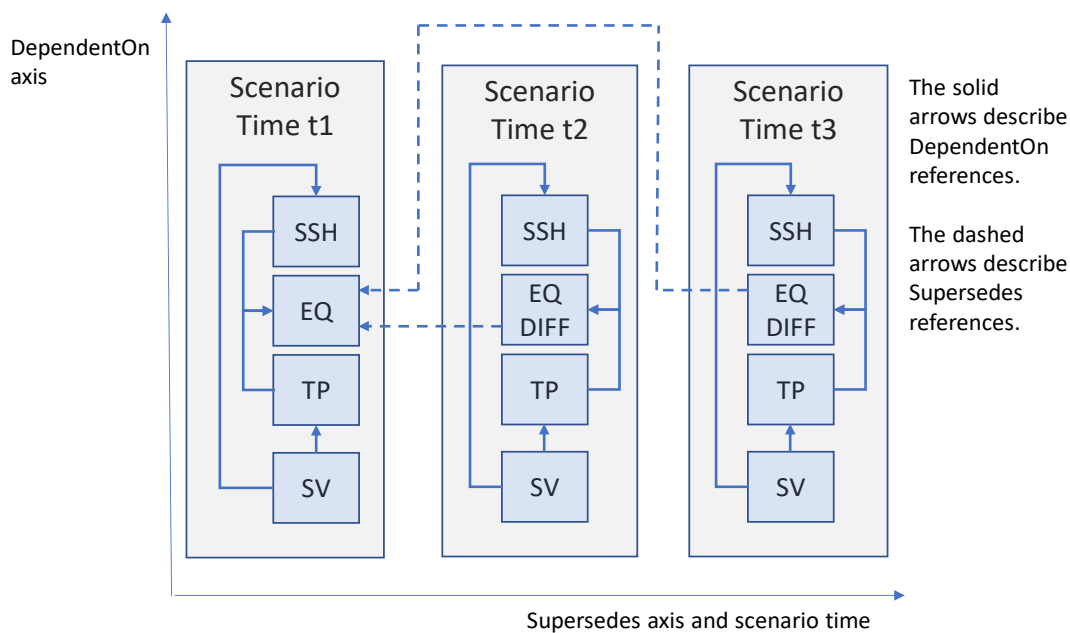 DependentOn
axis
Scenario
Time t1
SSH
EQ
TP
SV
Scenario
Time t2
SSH
EQ
DIFF
TP
SV
Scenario
Time t3
SSH
EQ
DIFF
TP
SV
The solid
arrows describe
DependentOn
references.
The dashed
arrows describe
Supersedes
references.
Supersedes axis and scenario time